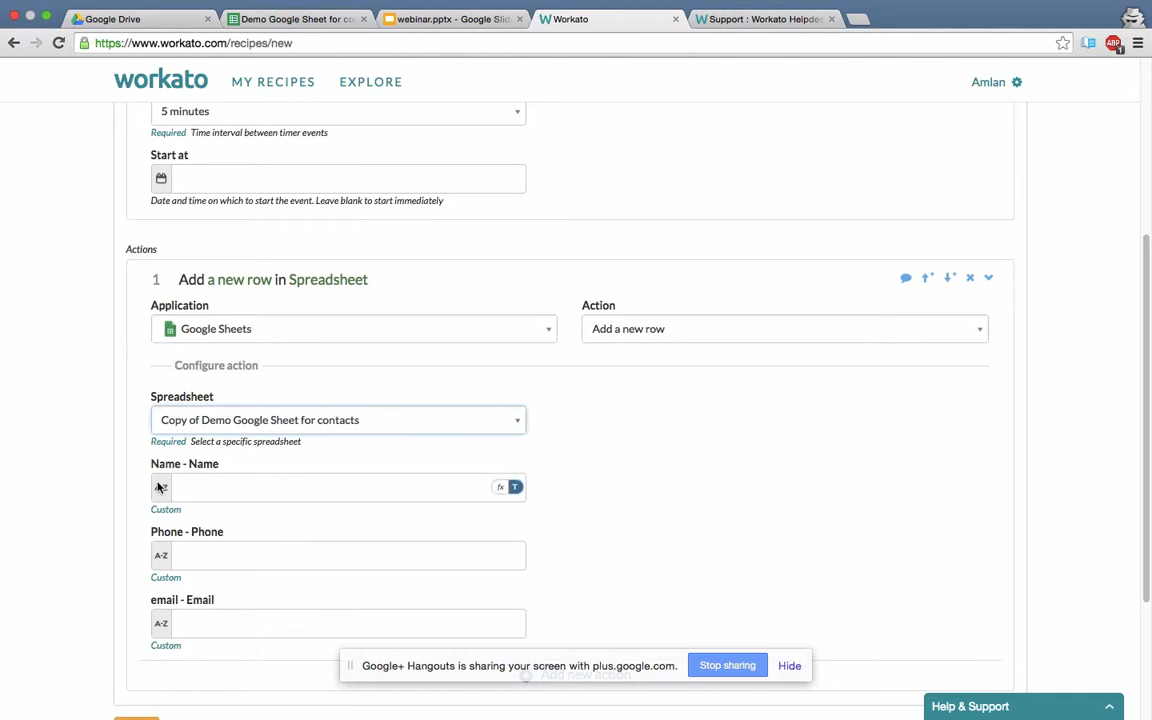 Google Drive
Demo Google Sheet for co
webinar.pptx - Google Slid
Workato
Support : Workato Helpdes
https://www.workato.com/recipes/new
ABP
1
workato
MY RECIPES
EXPLORE
Amlan
5 minutes
Required Time interval between timer events
Start at
Date and time on which to start the event. Leave blank to start immediately
Actions
1 Add a new row in Spreadsheet
Application
Action
Google Sheets
Add a new row
Configure action
Spreadsheet
Copy of Demo Google Sheet for contacts
Required Select a specific spreadsheet
Name - Name
fx T
Custom
Phone - Phone
A-Z
Custom
email - Email
A-Z
Custom
Google+ Hangouts is sharing your screen with plus.google.com.
Stop sharing
Hide
Add new action
Help & Support